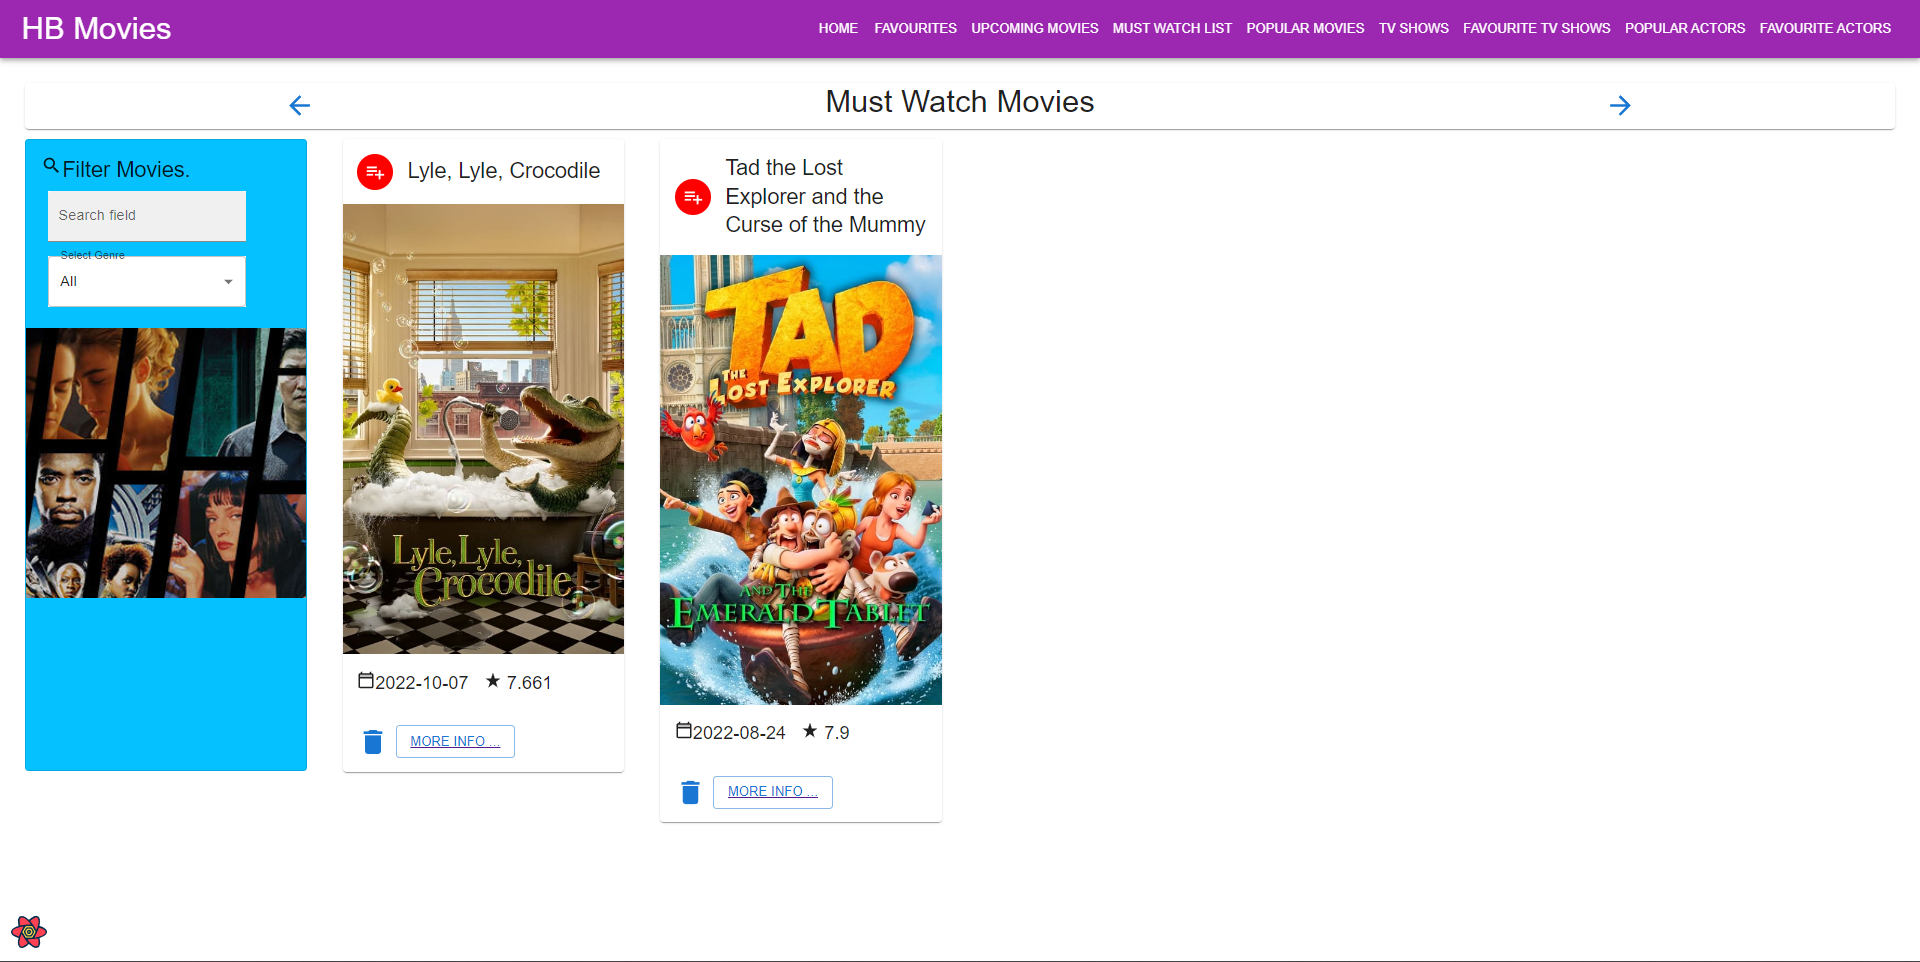 HB Movies
HOME FAVOURITES UPCOMING MOVIES MUST WATCH LIST POPULAR MOVIES TV SHOWS FAVOURITE TV SHOWS POPULAR ACTORS FAVOURITE ACTORS
Must Watch Movies
Filter Movies.
Search field
Select Genre
All
Lyle, Lyle, Crocodile
Lyle, Lyle,
Crocodile
2022-10-07 7.661
MORE INFO ...
Tad the Lost
Explorer and the
Curse of the Mummy
TAD
THE
LOST EXPLORER
AND THE
EMERALD TABLET
2022-08-24 7.9
MORE INFO ...